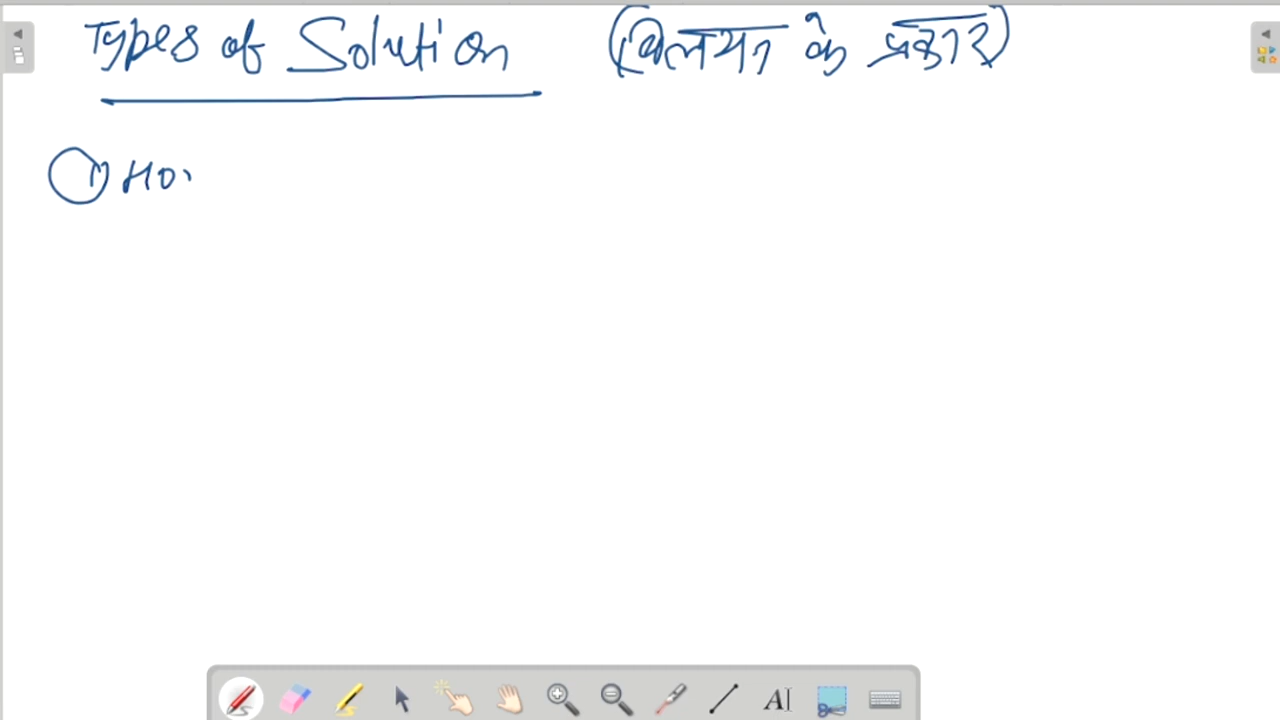 Types of Solution (विलयन के प्रकार)
① Ho